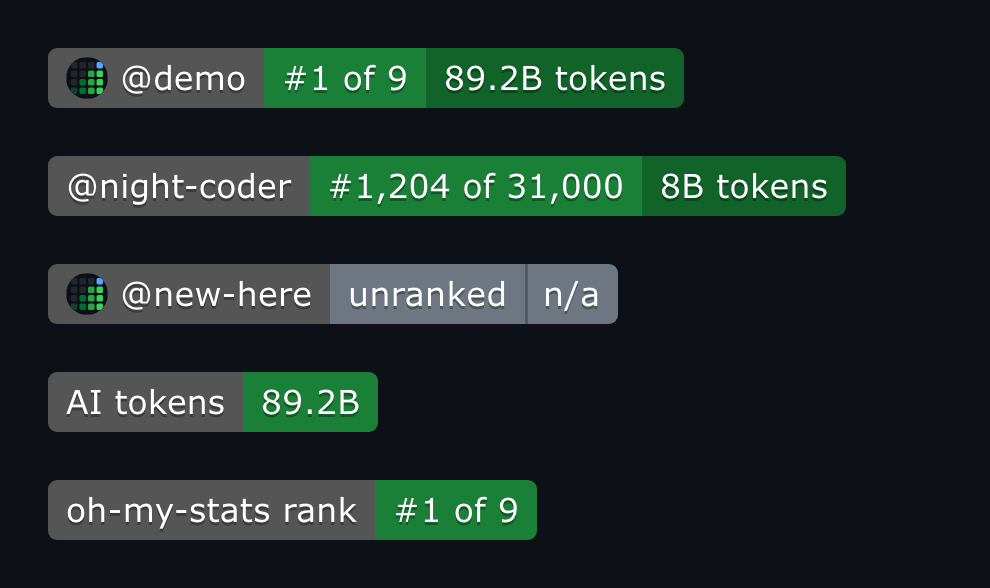 @demo #1 of 9 89.2B tokens
@night-coder #1,204 of 31,000 8B tokens
@new-here unranked n/a
AI tokens 89.2B
oh-my-stats rank #1 of 9